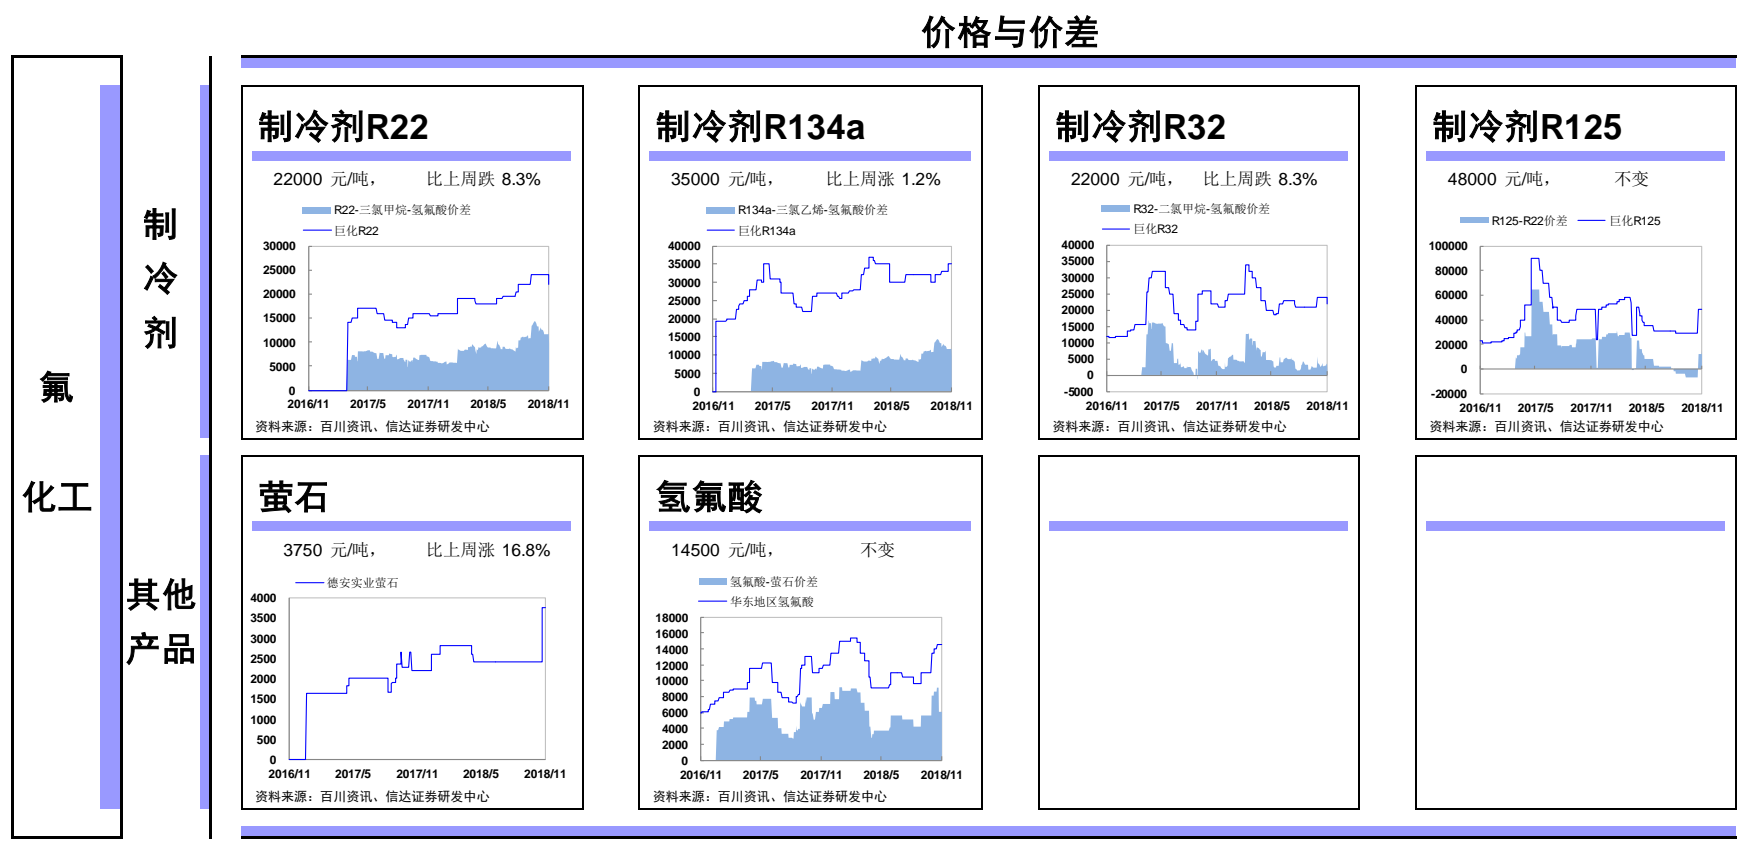 价格与价差
氟
化工
制
冷
剂
其他
产品
制冷剂R22
22000 元/吨， 比上周跌 8.3%
R22-三氯甲烷-氢氟酸价差
巨化R22
30000
25000
20000
15000
10000
5000
0
2016/11 2017/5 2017/11 2018/5 2018/11
资料来源：百川资讯、信达证券研发中心
制冷剂R134a
35000 元/吨， 比上周涨 1.2%
R134a-三氯乙烯-氢氟酸价差
巨化R134a
40000
35000
30000
25000
20000
15000
10000
5000
0
2016/11 2017/5 2017/11 2018/5 2018/11
资料来源：百川资讯、信达证券研发中心
制冷剂R32
22000 元/吨， 比上周跌 8.3%
R32-二氯甲烷-氢氟酸价差
巨化R32
40000
35000
30000
25000
20000
15000
10000
5000
0
-5000
2016/11 2017/5 2017/11 2018/5 2018/11
资料来源：百川资讯、信达证券研发中心
制冷剂R125
48000 元/吨， 不变
R125-R22价差 巨化R125
100000
80000
60000
40000
20000
0
-20000
2016/11 2017/5 2017/11 2018/5 2018/11
资料来源：百川资讯、信达证券研发中心
萤石
3750 元/吨， 比上周涨 16.8%
德安实业萤石
4000
3500
3000
2500
2000
1500
1000
500
0
2016/11 2017/5 2017/11 2018/5 2018/11
资料来源：百川资讯、信达证券研发中心
氢氟酸
14500 元/吨， 不变
氢氟酸-萤石价差
华东地区氢氟酸
18000
16000
14000
12000
10000
8000
6000
4000
2000
0
2016/11 2017/5 2017/11 2018/5 2018/11
资料来源：百川资讯、信达证券研发中心